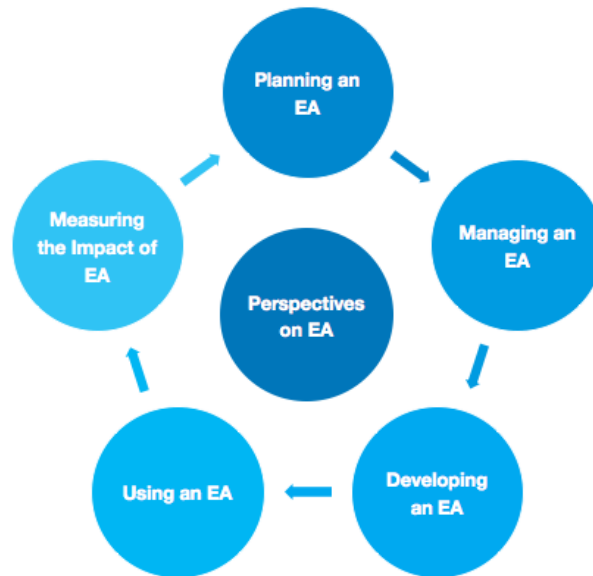 Planning an
EA
Managing an
EA
Developing
an EA
Using an EA
Measuring
the Impact of
EA
Perspectives
on EA